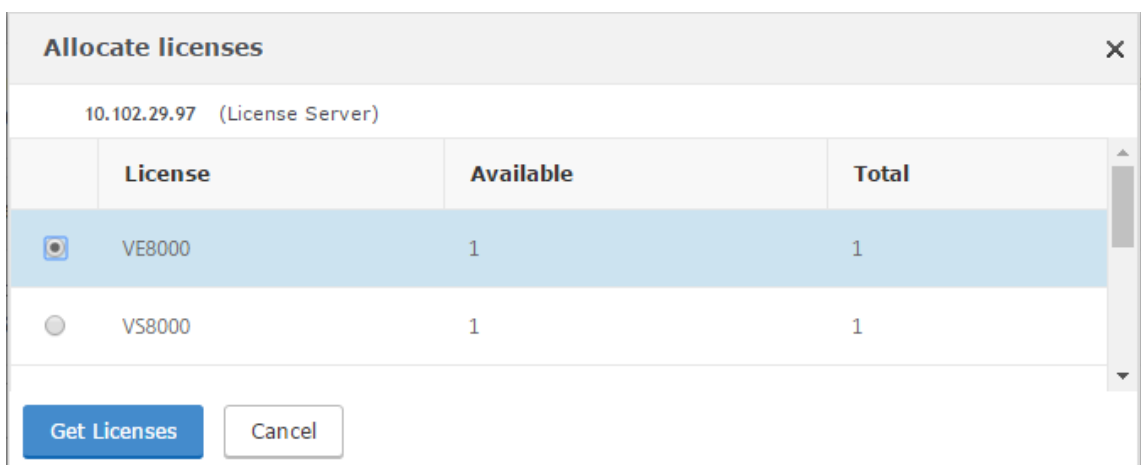 Allocate licenses
10.102.29.97 (License Server)
License Available Total
VE8000 1 1
VS8000 1 1
Get Licenses Cancel